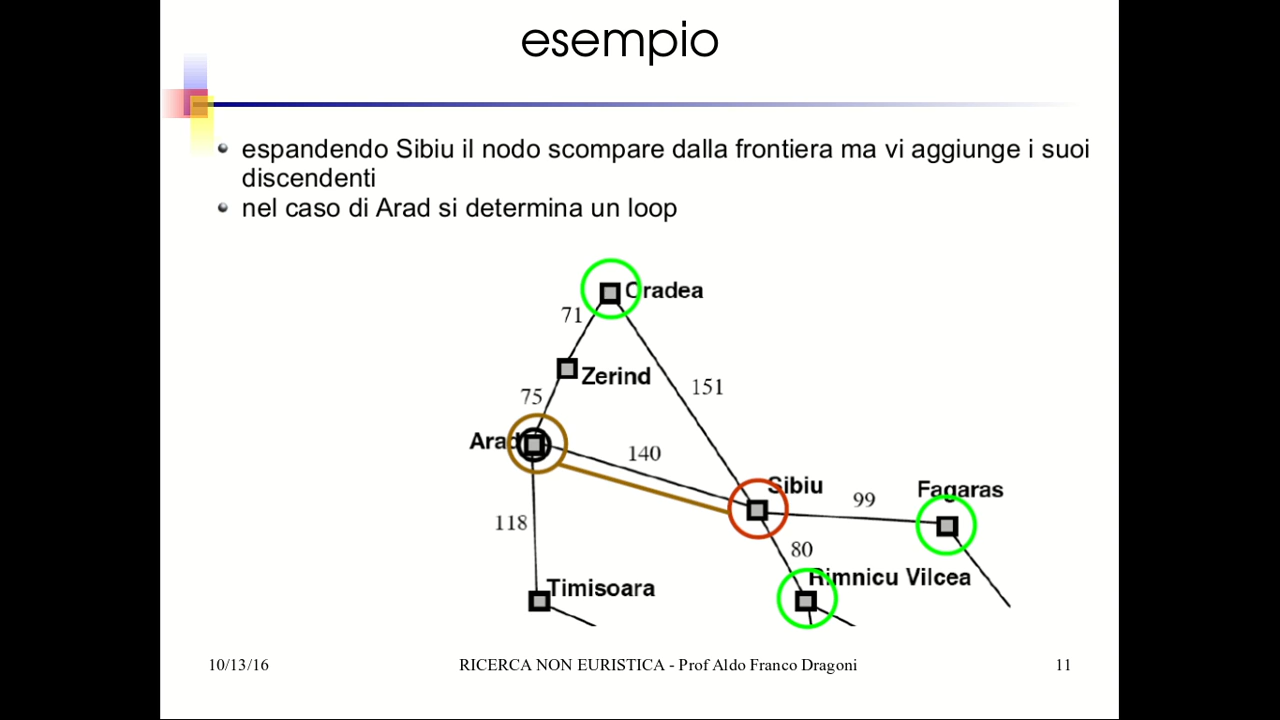 esempio
espandendo Sibiu il nodo scompare dalla frontiera ma vi aggiunge i suoi
discendenti
nel caso di Arad si determina un loop
Oradea
71
Zerind
151
75
Arad
140
Sibiu
Fagaras
99
118
80
Rimnicu Vilcea
Timisoara
10/13/16
RICERCA NON EURISTICA - Prof Aldo Franco Dragoni
11